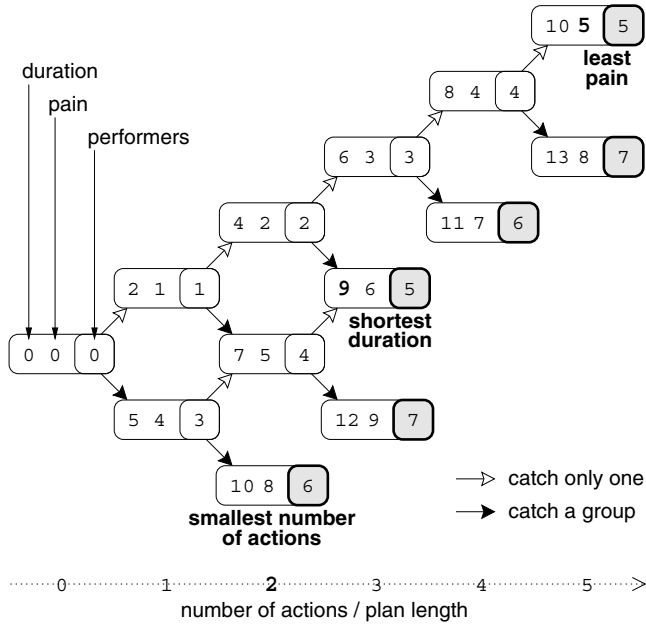 10 5 5
least
pain
duration
8 4 4
pain
performers
6 3 3
13 8 7
4 2 2
11 7 6
2 1 1
9 6 5
shortest
duration
0 0 0
7 5 4
5 4 3
12 9 7
10 8 6
catch only one
smallest number
of actions
catch a group
0 1 2 3 4 5
number of actions / plan length